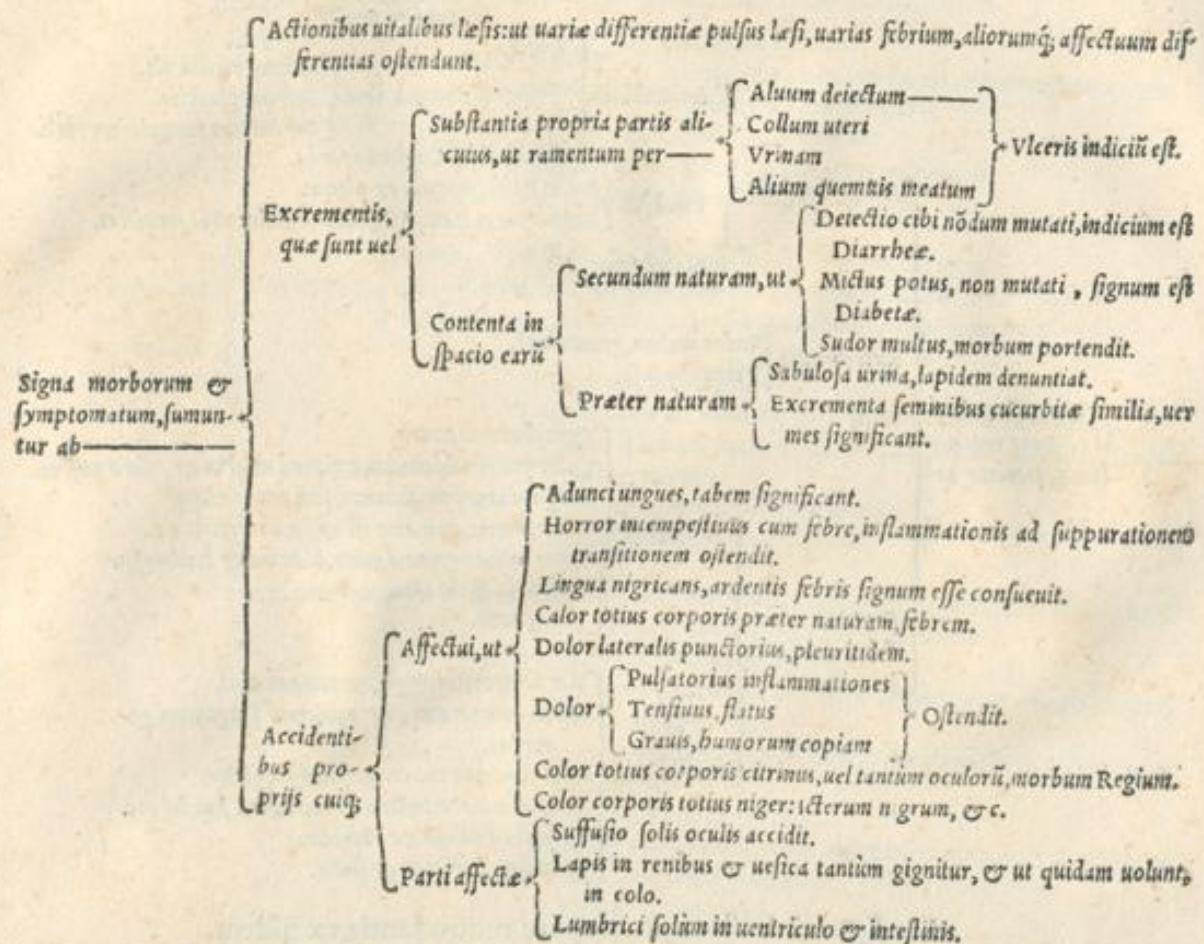 Actionibus uitalibus læsis: ut uariæ differentiæ pulsus læsi, uarias febrium, aliorumq; affectuum dif-
ferentias ostendunt.
Signa morborum &
symptomatum, sumun-
tur ab
Excrementis,
quæ sunt uel
Substantia propria partis ali-
cuius, ut ramentum per
Aluum deiectum
Collum uteri
Vrinam
Alium quemuis meatum
Vlceris indiciũ est.
Contenta in
spacio earũ
Secundum naturam, ut
Deiectio cibi nõdum mutati, indicium est
Diarrheæ.
Mictus potus, non mutati, signum est
Diabetæ.
Sudor multus, morbum portendit.
Præter naturam
Sabulosa urina, lapidem denuntiat.
Excrementa seminibus cucurbitæ similia, uer
mes significant.
Accidenti-
bus pro-
prijs cuiq;
Affectui, ut
Adunci ungues, tabem significant.
Horror intempestiuus cum febre, inflammationis ad suppurationem
transitionem ostendit.
Lingua nigricans, ardentis febris signum esse consueuit.
Calor totius corporis præter naturam, febrem.
Dolor lateralis punctorius, pleuritidem.
Dolor
Pulsatorius inflammationes
Tensiuus, flatus
Grauis, humorum copiam
Ostendit.
Color totius corporis citrinus, uel tantùm oculorũ, morbum Regium.
Color corporis totius niger: icterum n grum, & c.
Parti affectæ
Suffusio solis oculis accidit.
Lapis in renibus & uesica tantùm gignitur, & ut quidam uolunt,
in colo.
Lumbrici solùm in uentriculo & intestinis.